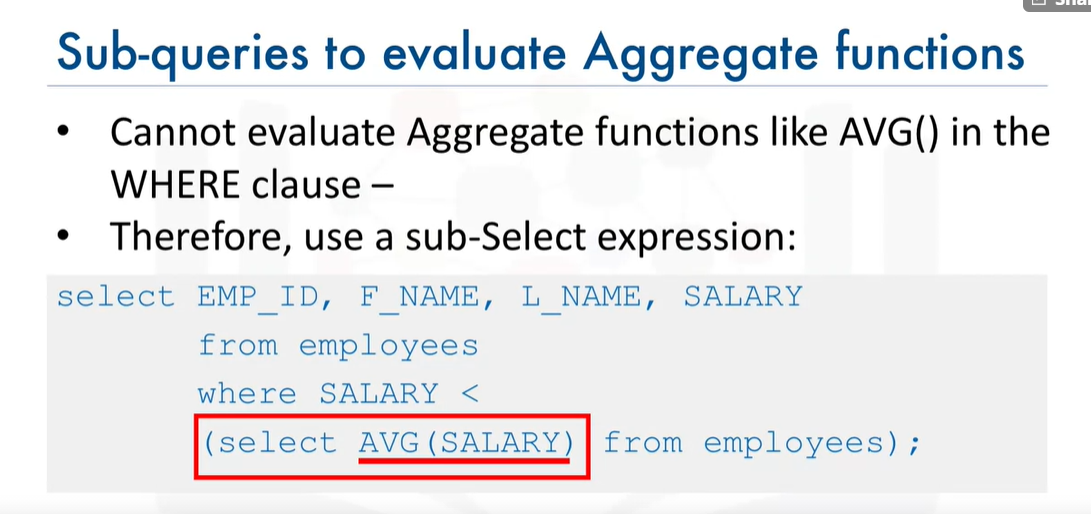 Sub-queries to evaluate Aggregate functions
• Cannot evaluate Aggregate functions like AVG() in the
WHERE clause –
• Therefore, use a sub-Select expression:
select EMP_ID, F_NAME, L_NAME, SALARY
from employees
where SALARY <
(select AVG(SALARY) from employees);